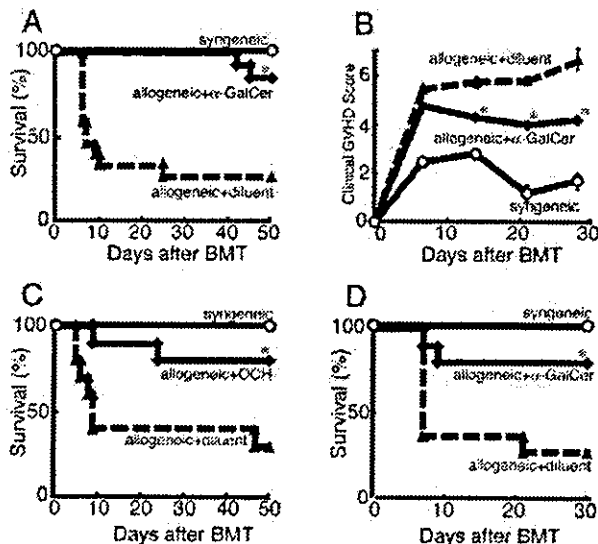 A
100
50
0
Survival (%)
syngeneic
*
allogeneic+α-GalCer
allogeneic+diluent
0 10 20 30 40 50
Days after BMT
B
6
4
2
0
Clinical GVHD Score
allogeneic+diluent
* * *
allogeneic+α-GalCer
syngeneic
0 10 20 30
Days after BMT
C
100
50
0
Survival (%)
syngeneic
*
allogeneic+OCH
allogeneic+diluent
0 10 20 30 40 50
Days after BMT
D
100
50
0
Survival (%)
syngeneic
*
allogeneic+α-GalCer
allogeneic+diluent
0 10 20 30
Days after BMT